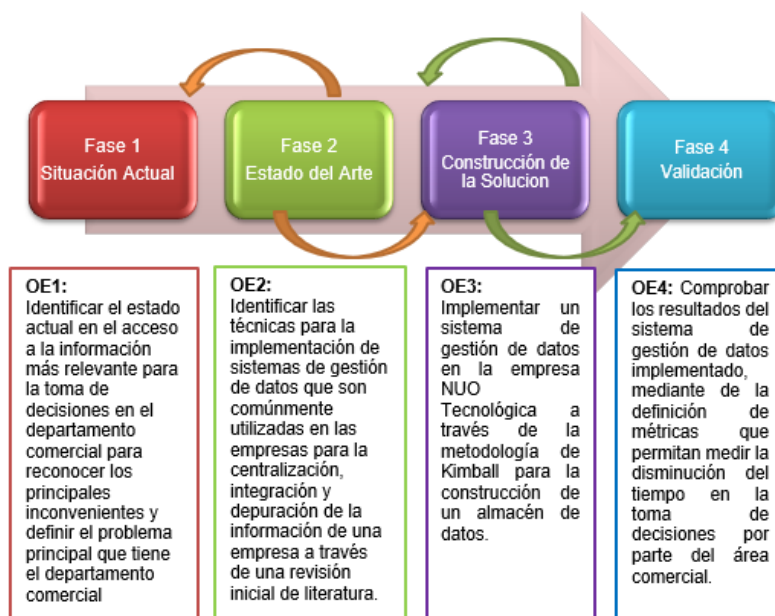 Fase 1
Situación Actual
Fase 2
Estado del Arte
Fase 3
Construcción de
la Solucion
Fase 4
Validación
OE1:
Identificar el estado
actual en el acceso
a la información
más relevante para
la toma de
decisiones en el
departamento
comercial para
reconocer los
principales
inconvenientes y
definir el problema
principal que tiene
el departamento
comercial
OE2:
Identificar las
técnicas para la
implementación de
sistemas de gestión
de datos que son
comúnmente
utilizadas en las
empresas para la
centralización,
integración y
depuración de la
información de una
empresa a través
de una revisión
inicial de literatura.
OE3:
Implementar un
sistema de
gestión de datos
en la empresa
NUO
Tecnológica a
través de la
metodología de
Kimball para la
construcción de
un almacén de
datos.
OE4: Comprobar
los resultados del
sistema de
gestión de datos
implementado,
mediante de la
definición de
métricas que
permitan medir la
disminución del
tiempo en la
toma de
decisiones por
parte del área
comercial.